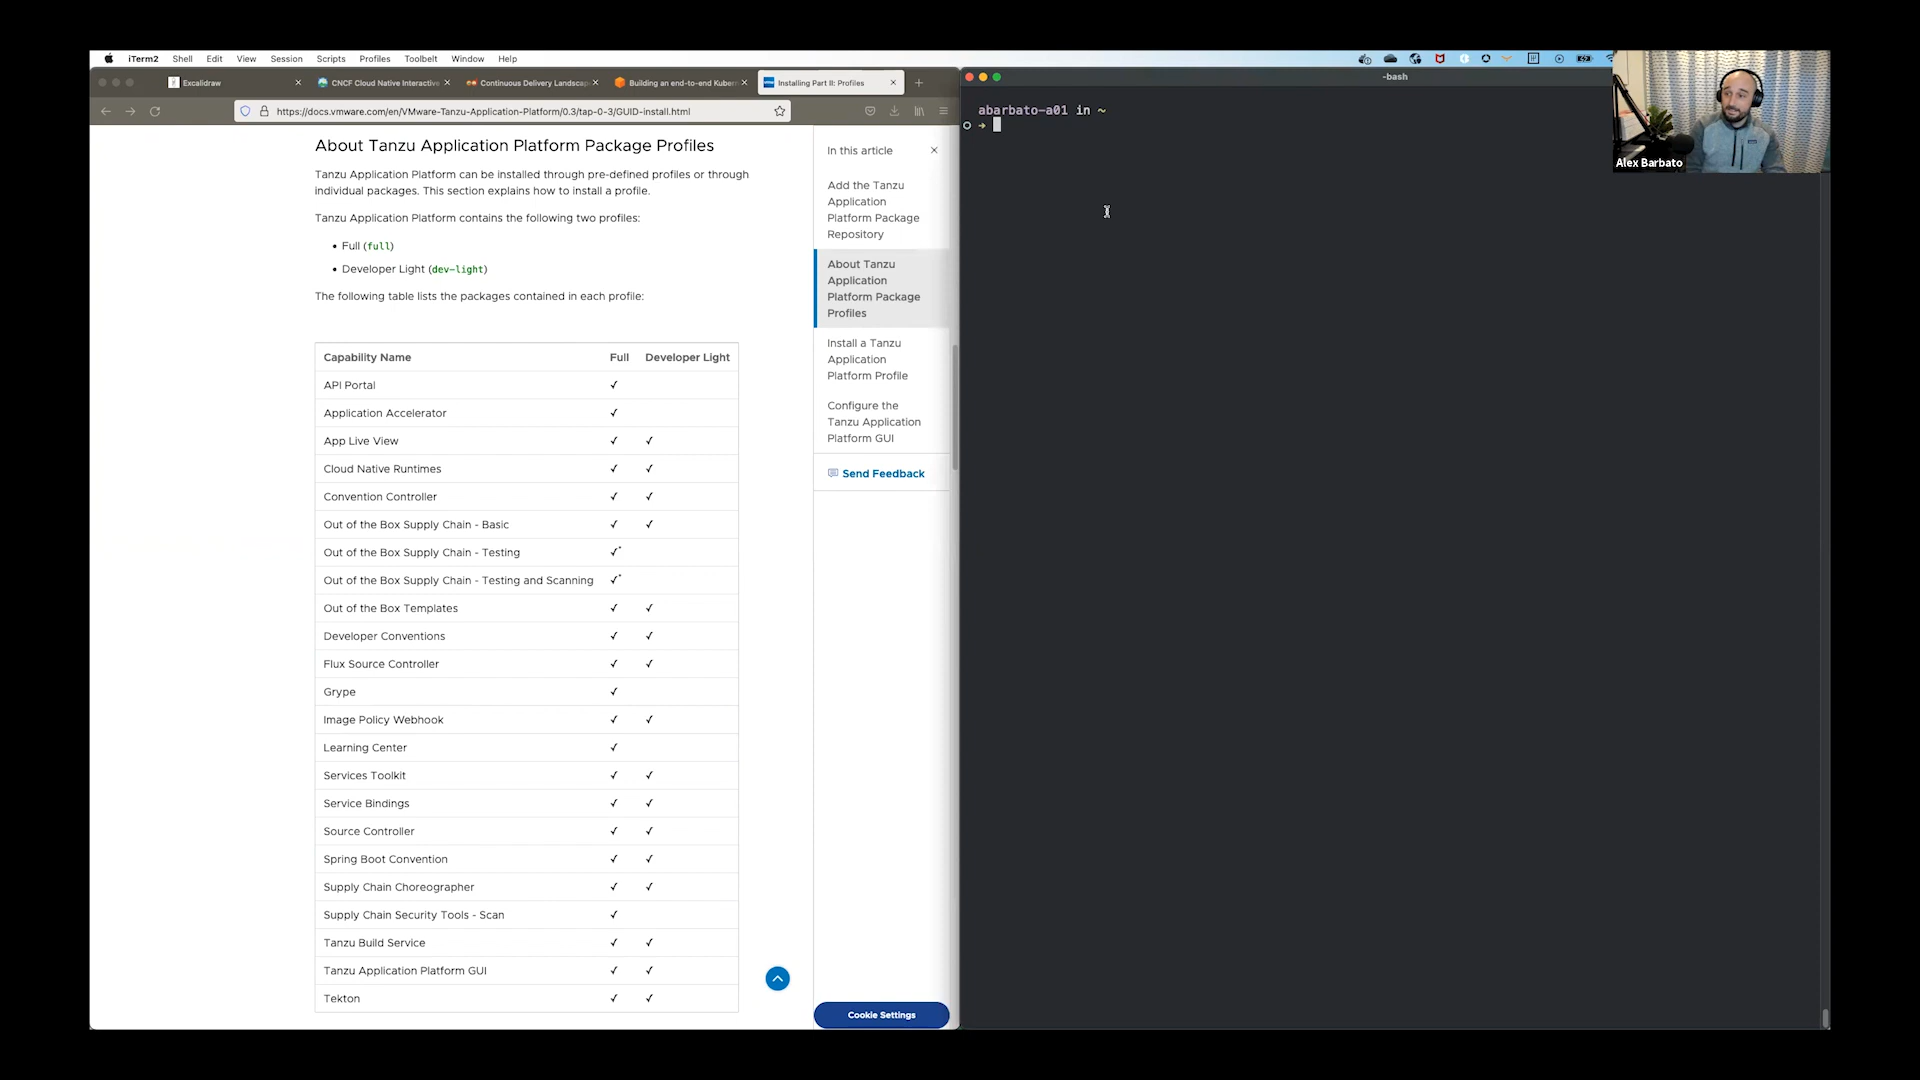 iTerm2 Shell Edit View Session Scripts Profiles Toolbelt Window Help
Excalidraw
CNCF Cloud Native Interactive
Continuous Delivery Landscap
Building an end-to-end Kubern
Installing Part II: Profiles
https://docs.vmware.com/en/VMware-Tanzu-Application-Platform/0.3/tap-0-3/GUID-install.html
About Tanzu Application Platform Package Profiles
Tanzu Application Platform can be installed through pre-defined profiles or through
individual packages. This section explains how to install a profile.
Tanzu Application Platform contains the following two profiles:
• Full (full)
• Developer Light (dev-light)
The following table lists the packages contained in each profile:
Capability Name Full Developer Light
API Portal ✓
Application Accelerator ✓
App Live View ✓ ✓
Cloud Native Runtimes ✓ ✓
Convention Controller ✓ ✓
Out of the Box Supply Chain - Basic ✓ ✓
Out of the Box Supply Chain - Testing ✓*
Out of the Box Supply Chain - Testing and Scanning ✓*
Out of the Box Templates ✓ ✓
Developer Conventions ✓ ✓
Flux Source Controller ✓ ✓
Grype ✓
Image Policy Webhook ✓ ✓
Learning Center ✓
Services Toolkit ✓ ✓
Service Bindings ✓ ✓
Source Controller ✓ ✓
Spring Boot Convention ✓ ✓
Supply Chain Choreographer ✓ ✓
Supply Chain Security Tools - Scan ✓
Tanzu Build Service ✓ ✓
Tanzu Application Platform GUI ✓ ✓
Tekton ✓ ✓
In this article
Add the Tanzu
Application
Platform Package
Repository
About Tanzu
Application
Platform Package
Profiles
Install a Tanzu
Application
Platform Profile
Configure the
Tanzu Application
Platform GUI
Send Feedback
Cookie Settings
-bash
abarbato-a01 in ~
Alex Barbato